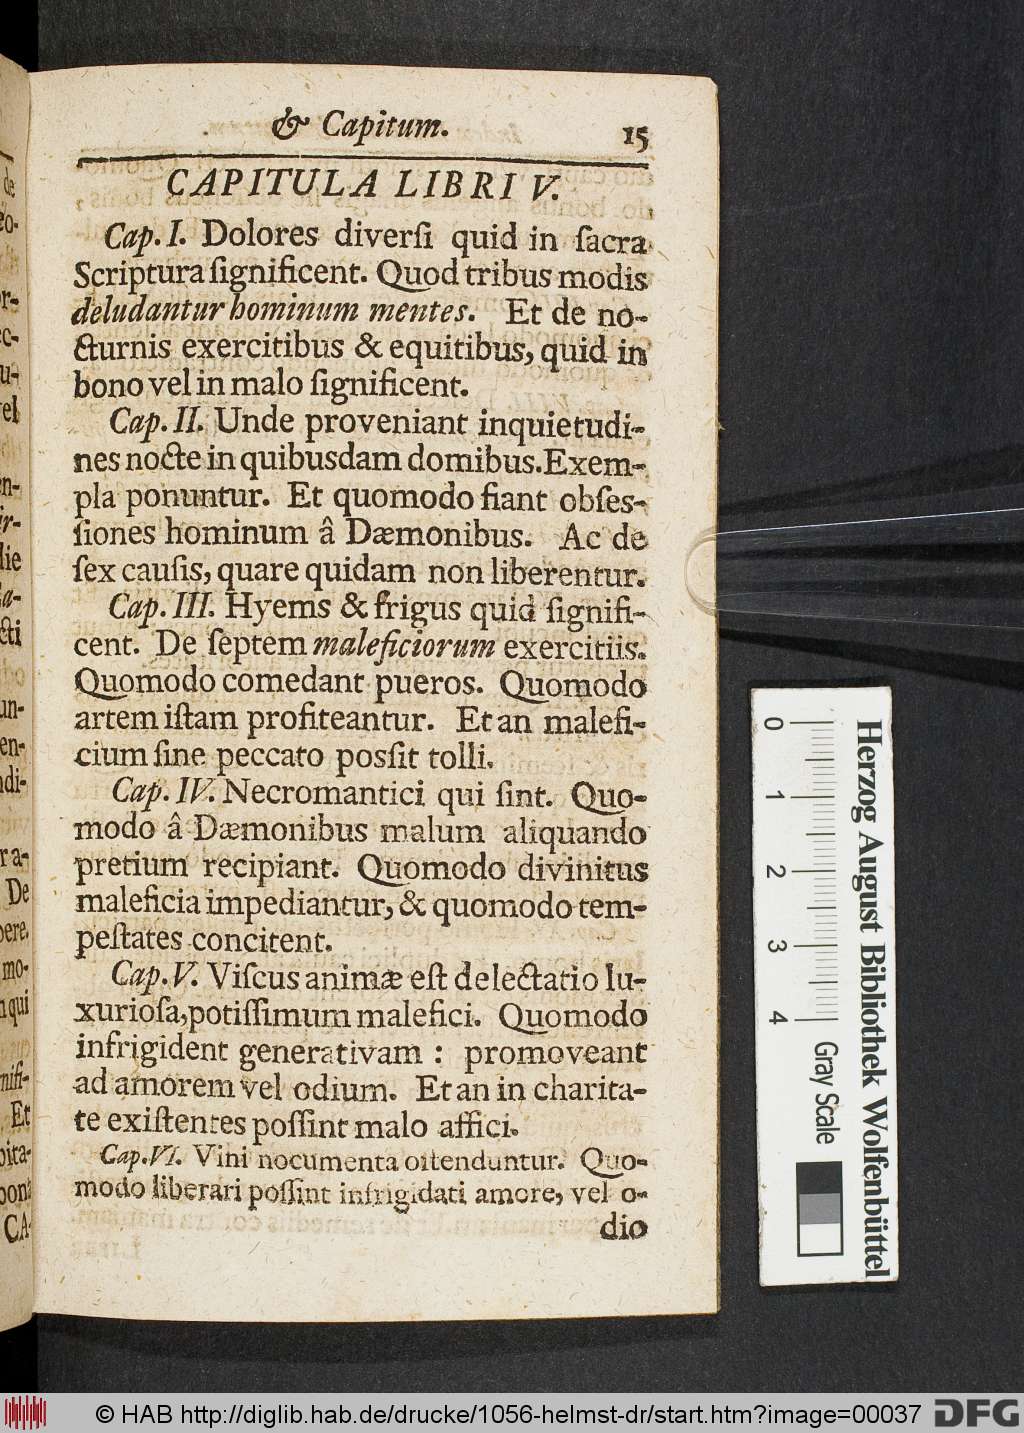 & Capitum. 15
CAPITULA LIBRI V.
Cap. I. Dolores diverſi quid in ſacra
Scriptura ſignificent. Quod tribus modis
deludantur hominum mentes. Et de no-
cturnis exercitibus & equitibus, quid in
bono vel in malo ſignificent.
Cap. II. Unde proveniant inquietudi-
nes nocte in quibusdam domibus. Exem-
pla ponuntur. Et quomodo fiant obſes-
ſiones hominum â Dæmonibus. Ac de
ſex cauſis, quare quidam non liberentur.
Cap. III. Hyems & frigus quid ſignifi-
cent. De ſeptem maleficiorum exercitiis.
Quomodo comedant pueros. Quomodo
artem iſtam profiteantur. Et an malefi-
cium ſine peccato posſit tolli.
Cap. IV. Necromantici qui ſint. Quo-
modo â Dæmonibus malum aliquando
pretium recipiant. Quomodo divinitus
maleficia impediantur, & quomodo tem-
peſtates concitent.
Cap. V. Viſcus animæ eſt delectatio lu-
xurioſa, potiſſimum malefici. Quomodo
infrigident generativam : promoveant
ad amorem vel odium. Et an in charita-
te exiſtentes poſſint malo affici.
Cap. VI. Vini nocumenta oſtenduntur. Quo-
modo liberari poſſint infrigidati amore, vel o-
dio
0 1 2 3 4
Gray Scale
Herzog August Bibliothek Wolfenbüttel
© HAB http://diglib.hab.de/drucke/1056-helmst-dr/start.htm?image=00037
DFG